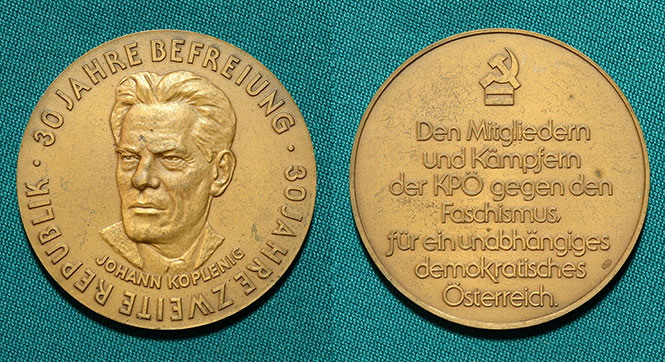 30 JAHRE BEFREIUNG · 30 JAHRE ZWEITE REPUBLIK ·
JOHANN KOPLENIG
Den Mitgliedern
und Kämpfern
der KPÖ gegen den
Faschismus,
für ein unabhängiges
demokratisches
Österreich.